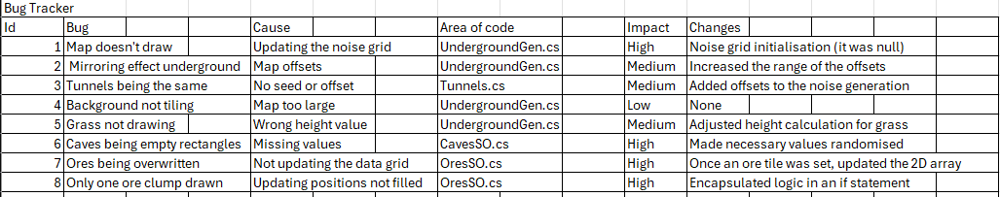 Bug Tracker
Id Bug Cause Area of code Impact Changes
1 Map doesn't draw Updating the noise grid UndergroundGen.cs High Noise grid initialisation (it was null)
2 Mirroring effect underground Map offsets UndergroundGen.cs Medium Increased the range of the offsets
3 Tunnels being the same No seed or offset Tunnels.cs Medium Added offsets to the noise generation
4 Background not tiling Map too large UndergroundGen.cs Low None
5 Grass not drawing Wrong height value UndergroundGen.cs Medium Adjusted height calculation for grass
6 Caves being empty rectangles Missing values CavesSO.cs High Made necessary values randomised
7 Ores being overwritten Not updating the data grid OresSO.cs High Once an ore tile was set, updated the 2D array
8 Only one ore clump drawn Updating positions not filled OresSO.cs High Encapsulated logic in an if statement